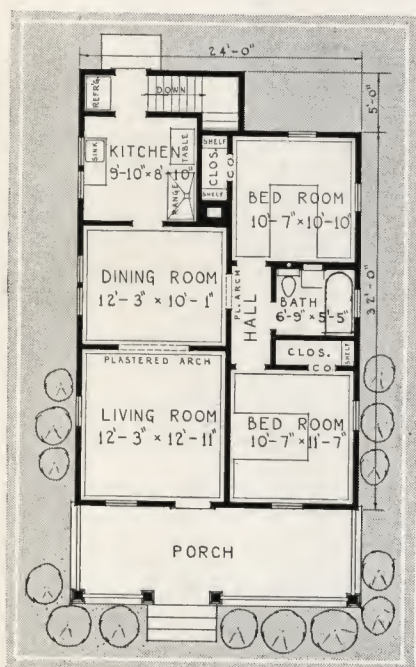 24'-0"
REFR'G.
DOWN
5'-0"
SINK
KITCHEN
9'-10" × 8'-10"
TABLE
RANGE
SHELF
CLOS.
C O
SHELF
BED ROOM
10'-7" × 10'-10"
DINING ROOM
12'-3" × 10'-1"
PL. ARCH
HALL
BATH
6'-9" × 5'-5"
32'-0"
PLASTERED ARCH
CLOS.
SHELF
C O
LIVING ROOM
12'-3" × 12'-11"
BED ROOM
10'-7" × 11'-7"
PORCH